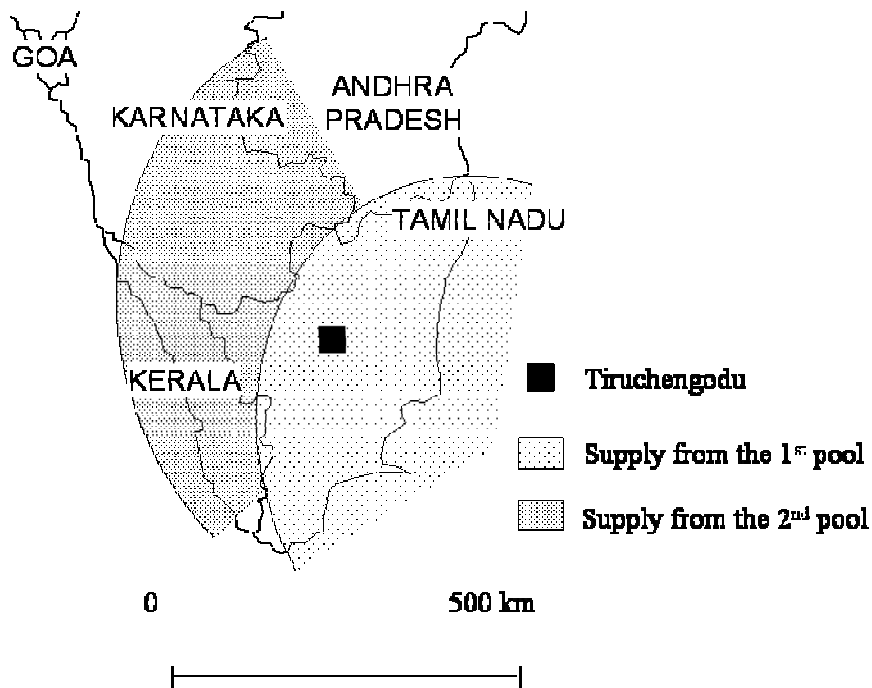 GOA
KARNATAKA
ANDHRA
PRADESH
TAMIL NADU
KERALA
Tiruchengodu
Supply from the 1st pool
Supply from the 2nd pool
0 500 km